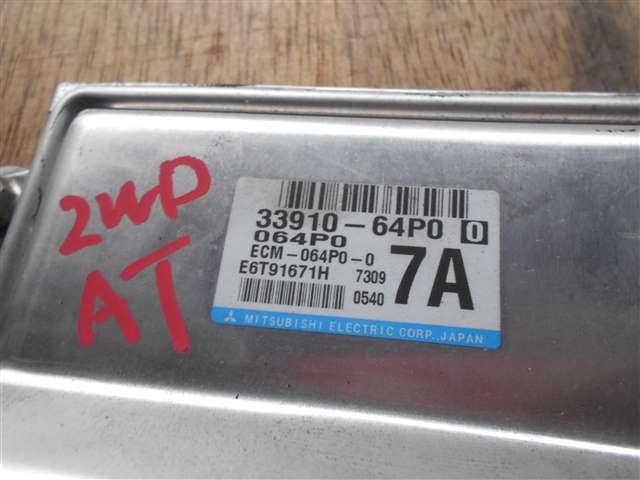 2WD
AT
33910-64P0 0
064P0
ECM-064P0-0
E6T91671H 7309
0540
7A
MITSUBISHI ELECTRIC CORP., JAPAN